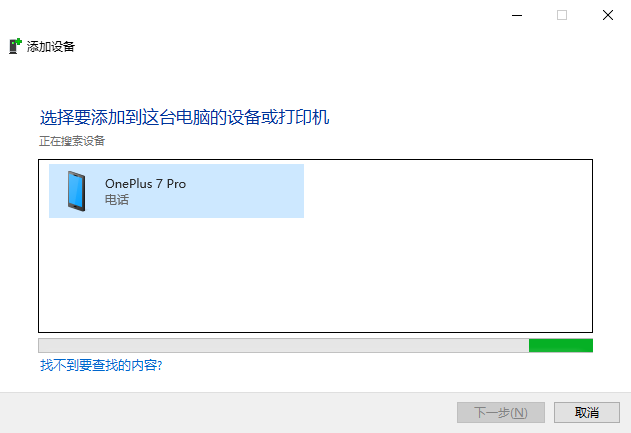 添加设备
选择要添加到这台电脑的设备或打印机
正在搜索设备
OnePlus 7 Pro
电话
找不到要查找的内容?
下一步(N)
取消